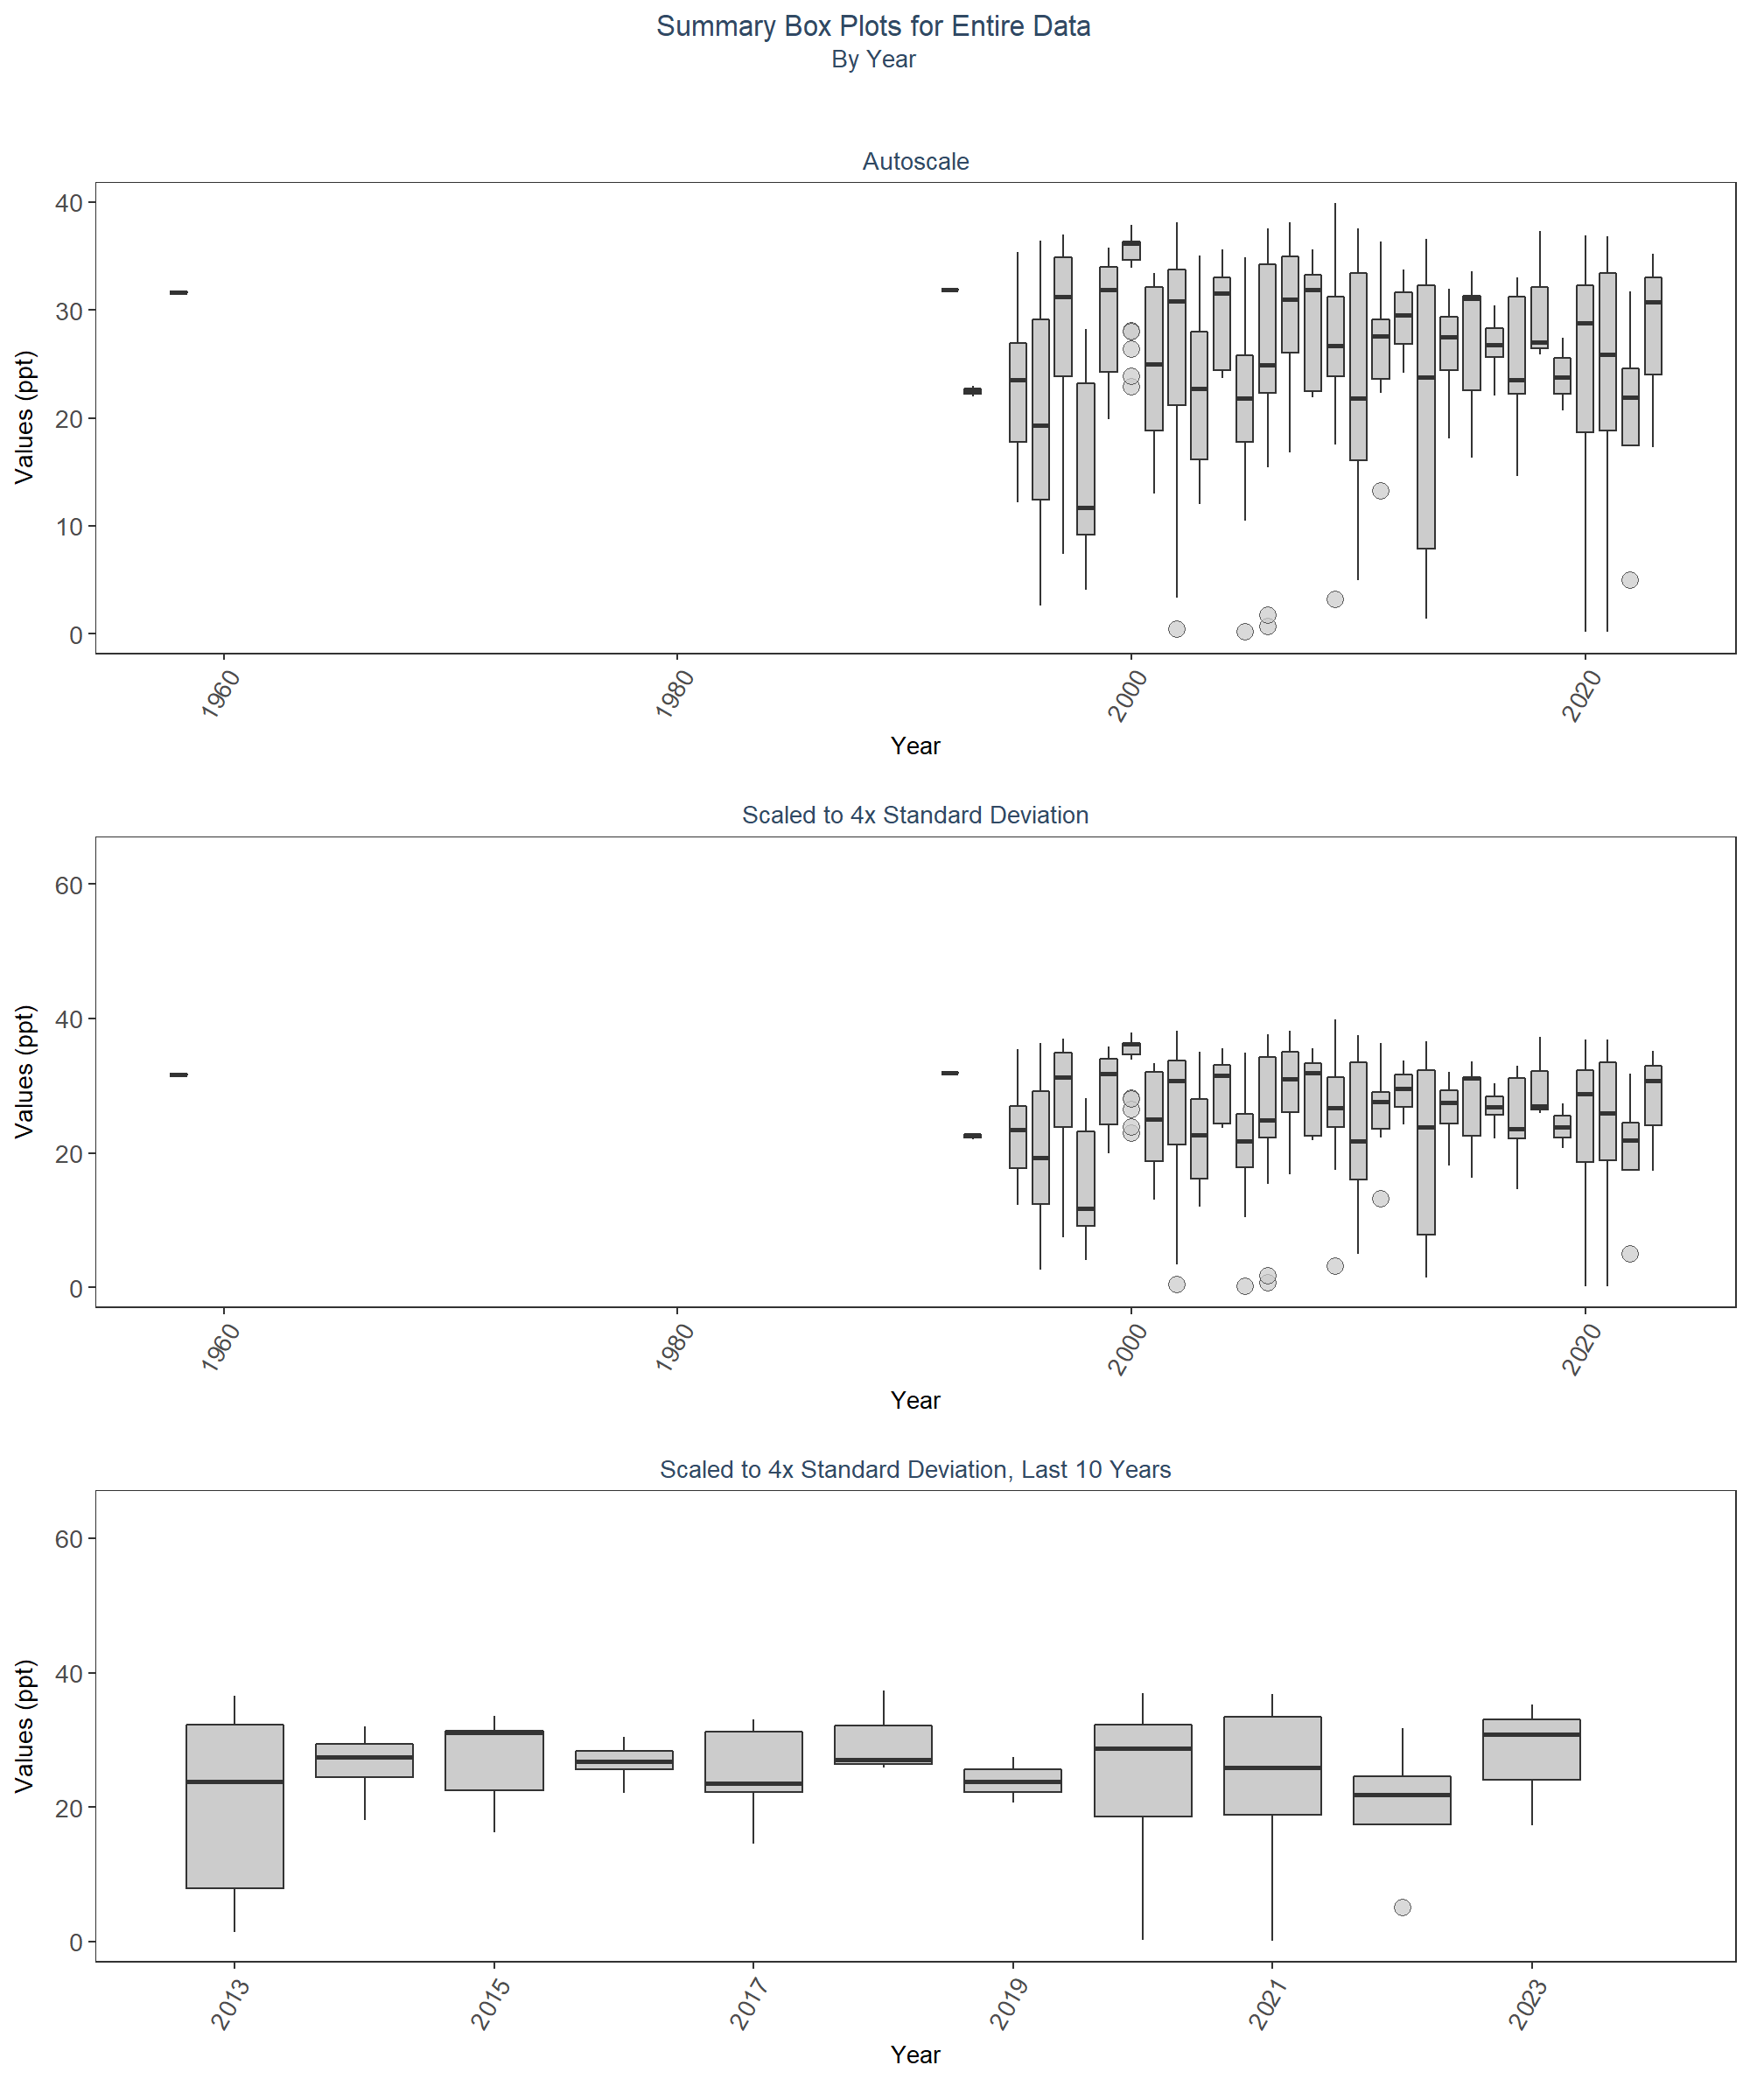 Summary Box Plots for Entire Data
By Year
Autoscale
Values (ppt)
40
30
20
10
0
1960
1980
2000
2020
Year
Scaled to 4x Standard Deviation
Values (ppt)
60
40
20
0
1960
1980
2000
2020
Year
Scaled to 4x Standard Deviation, Last 10 Years
Values (ppt)
60
40
20
0
2013
2015
2017
2019
2021
2023
Year